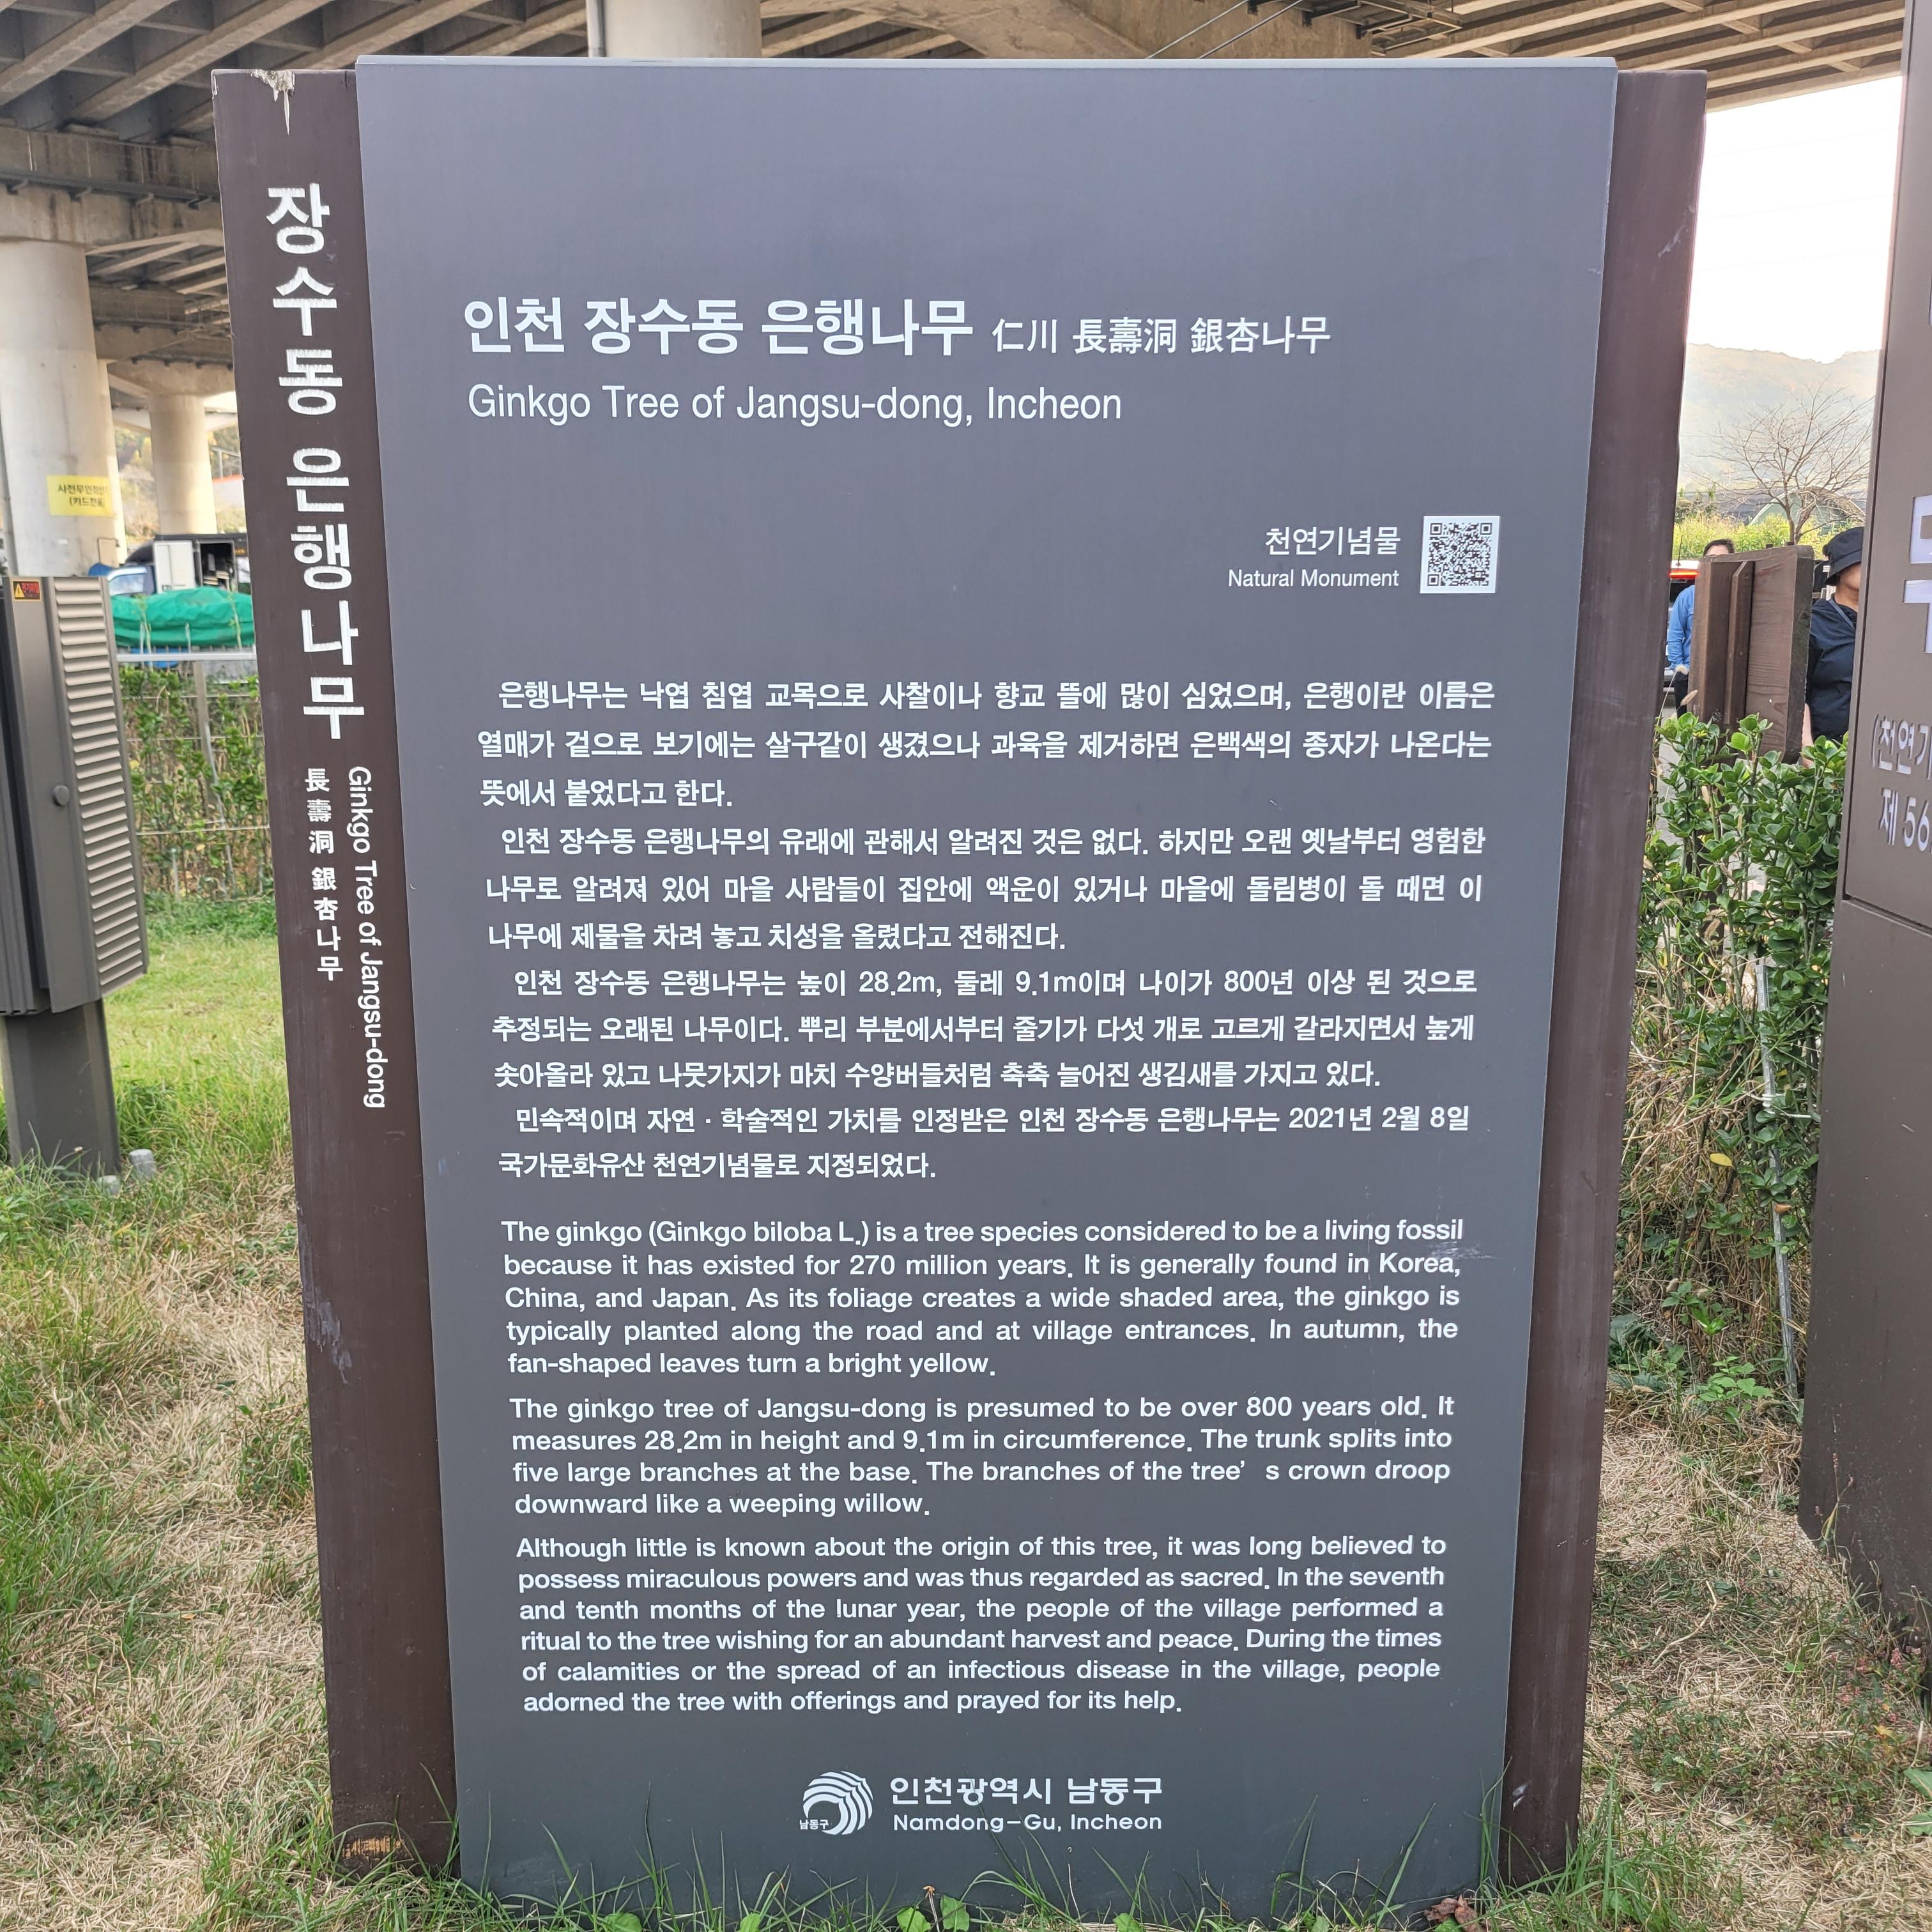 장수동 은행나무
長壽洞 銀杏나무
Ginkgo Tree of Jangsu-dong
인천 장수동 은행나무 仁川 長壽洞 銀杏나무
Ginkgo Tree of Jangsu-dong, Incheon
천연기념물
Natural Monument
은행나무는 낙엽 침엽 교목으로 사찰이나 향교 뜰에 많이 심었으며, 은행이란 이름은
열매가 겉으로 보기에는 살구같이 생겼으나 과육을 제거하면 은백색의 종자가 나온다는
뜻에서 붙었다고 한다.
인천 장수동 은행나무의 유래에 관해서 알려진 것은 없다. 하지만 오랜 옛날부터 영험한
나무로 알려져 있어 마을 사람들이 집안에 액운이 있거나 마을에 돌림병이 돌 때면 이
나무에 제물을 차려 놓고 치성을 올렸다고 전해진다.
인천 장수동 은행나무는 높이 28.2m, 둘레 9.1m이며 나이가 800년 이상 된 것으로
추정되는 오래된 나무이다. 뿌리 부분에서부터 줄기가 다섯 개로 고르게 갈라지면서 높게
솟아올라 있고 나뭇가지가 마치 수양버들처럼 축축 늘어진 생김새를 가지고 있다.
민속적이며 자연 · 학술적인 가치를 인정받은 인천 장수동 은행나무는 2021년 2월 8일
국가문화유산 천연기념물로 지정되었다.
The ginkgo (Ginkgo biloba L.) is a tree species considered to be a living fossil
because it has existed for 270 million years. It is generally found in Korea,
China, and Japan. As its foliage creates a wide shaded area, the ginkgo is
typically planted along the road and at village entrances. In autumn, the
fan-shaped leaves turn a bright yellow.
The ginkgo tree of Jangsu-dong is presumed to be over 800 years old. It
measures 28.2m in height and 9.1m in circumference. The trunk splits into
five large branches at the base. The branches of the tree’ s crown droop
downward like a weeping willow.
Although little is known about the origin of this tree, it was long believed to
possess miraculous powers and was thus regarded as sacred. In the seventh
and tenth months of the lunar year, the people of the village performed a
ritual to the tree wishing for an abundant harvest and peace. During the times
of calamities or the spread of an infectious disease in the village, people
adorned the tree with offerings and prayed for its help.
남동구
인천광역시 남동구
Namdong-Gu, Incheon
(카드전용)
(천연기
제 56